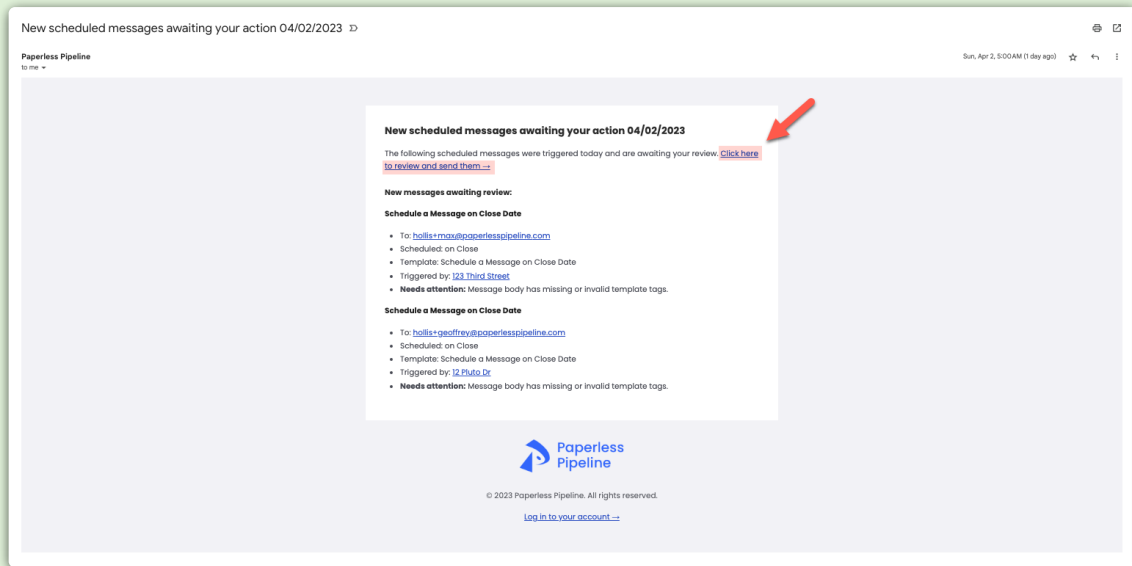 New scheduled messages awaiting your action 04/02/2023
Paperless Pipeline
to me
Sun, Apr 2, 5:00AM (1 day ago)
New scheduled messages awaiting your action 04/02/2023
The following scheduled messages were triggered today and are awaiting your review. Click here
to review and send them →
New messages awaiting review:
Schedule a Message on Close Date
• To: hollis+max@paperlesspipeline.com
• Scheduled: on Close
• Template: Schedule a Message on Close Date
• Triggered by: 123 Third Street
• Needs attention: Message body has missing or invalid template tags.
Schedule a Message on Close Date
• To: hollis+geoffrey@paperlesspipeline.com
• Scheduled: on Close
• Template: Schedule a Message on Close Date
• Triggered by: 12 Pluto Dr
• Needs attention: Message body has missing or invalid template tags.
Paperless
Pipeline
© 2023 Paperless Pipeline. All rights reserved.
Log in to your account →